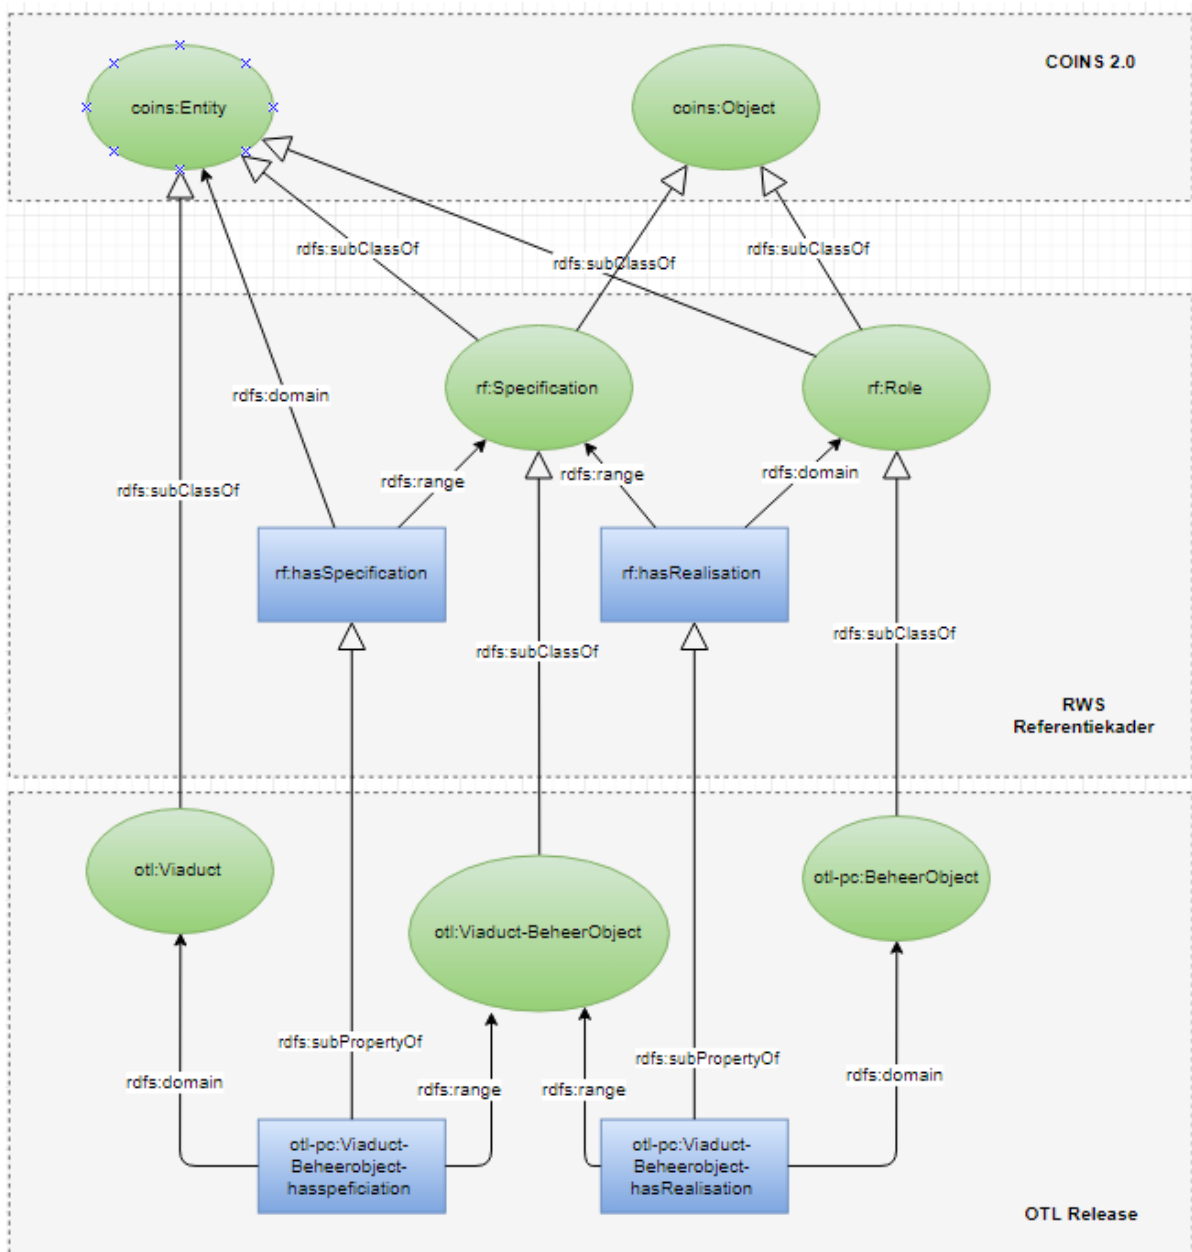 COINS 2.0
coins:Entity
coins:Object
rdfs:subClassOf
rdfs:subClassOf
rdfs:subClassOf
rf:Specification
rf:Role
rdfs:domain
rdfs:range
rdfs:range
rdfs:domain
rdfs:subClassOf
rf:hasSpecification
rf:hasRealisation
rdfs:subClassOf
rdfs:subClassOf
RWS
Referentiekader
otl:Viaduct
otl:Viaduct-BeheerObject
otl-pc:BeheerObject
rdfs:subPropertyOf
rdfs:subPropertyOf
rdfs:domain
rdfs:range
rdfs:range
rdfs:domain
otl-pc:Viaduct-
Beheerobject-
hasspeficiation
otl-pc:Viaduct-
Beheerobject-
hasRealisation
OTL Release